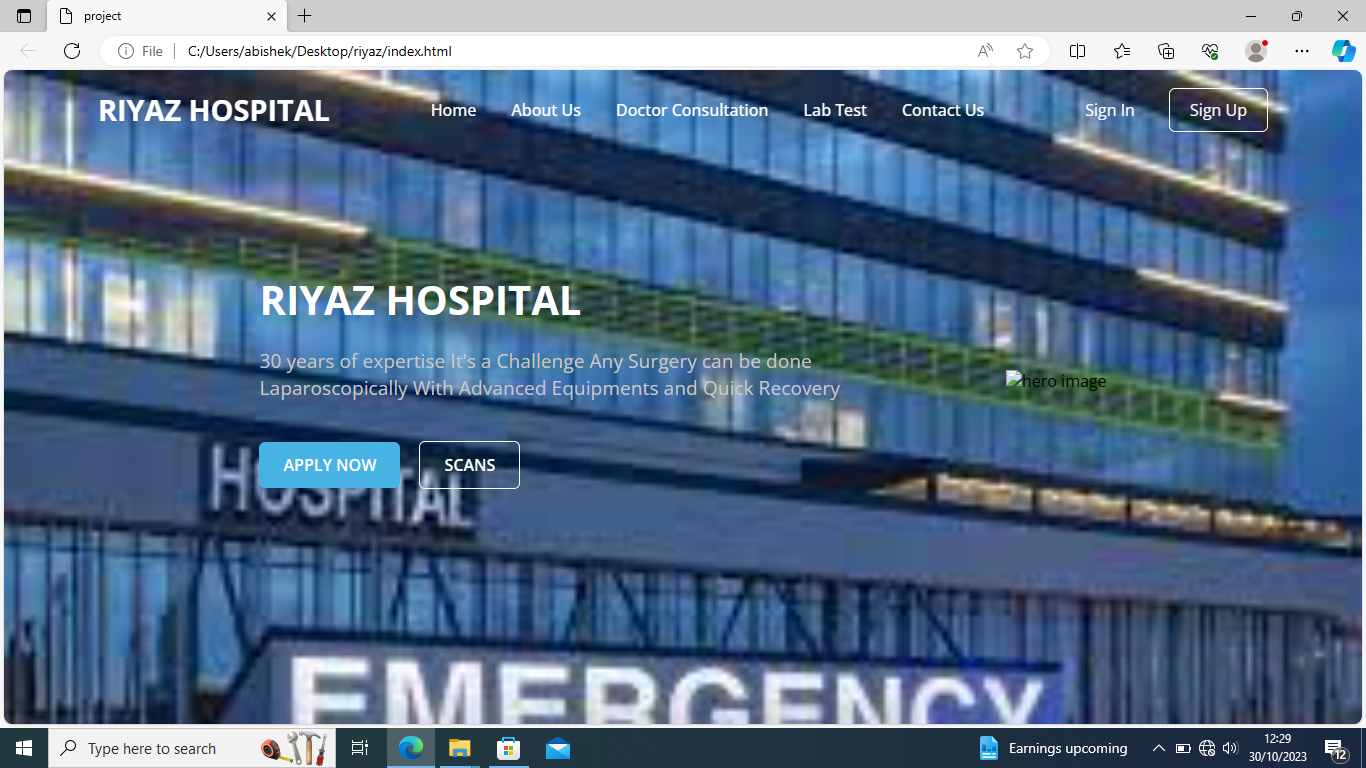 project
File
C:/Users/abishek/Desktop/riyaz/index.html
RIYAZ HOSPITAL
Home
About Us
Doctor Consultation
Lab Test
Contact Us
Sign In
Sign Up
RIYAZ HOSPITAL
30 years of expertise It's a Challenge Any Surgery can be done
Laparoscopically With Advanced Equipments and Quick Recovery
hero image
APPLY NOW
SCANS
HOSPITAL
EMERGENCY
Type here to search
Earnings upcoming
12:29
30/10/2023
12